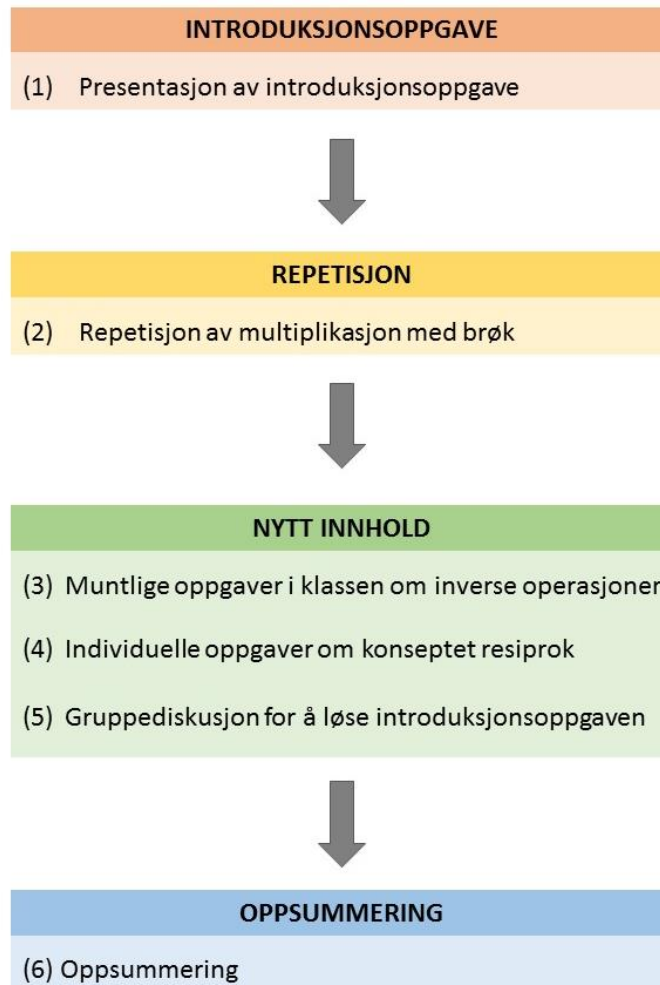 INTRODUKSJONSOPPGAVE
(1) Presentasjon av introduksjonsoppgave
REPETISJON
(2) Repetisjon av multiplikasjon med brøk
NYTT INNHOLD
(3) Muntlige oppgaver i klassen om inverse operasjoner
(4) Individuelle oppgaver om konseptet resiprok
(5) Gruppediskusjon for å løse introduksjonsoppgaven
OPPSUMMERING
(6) Oppsummering